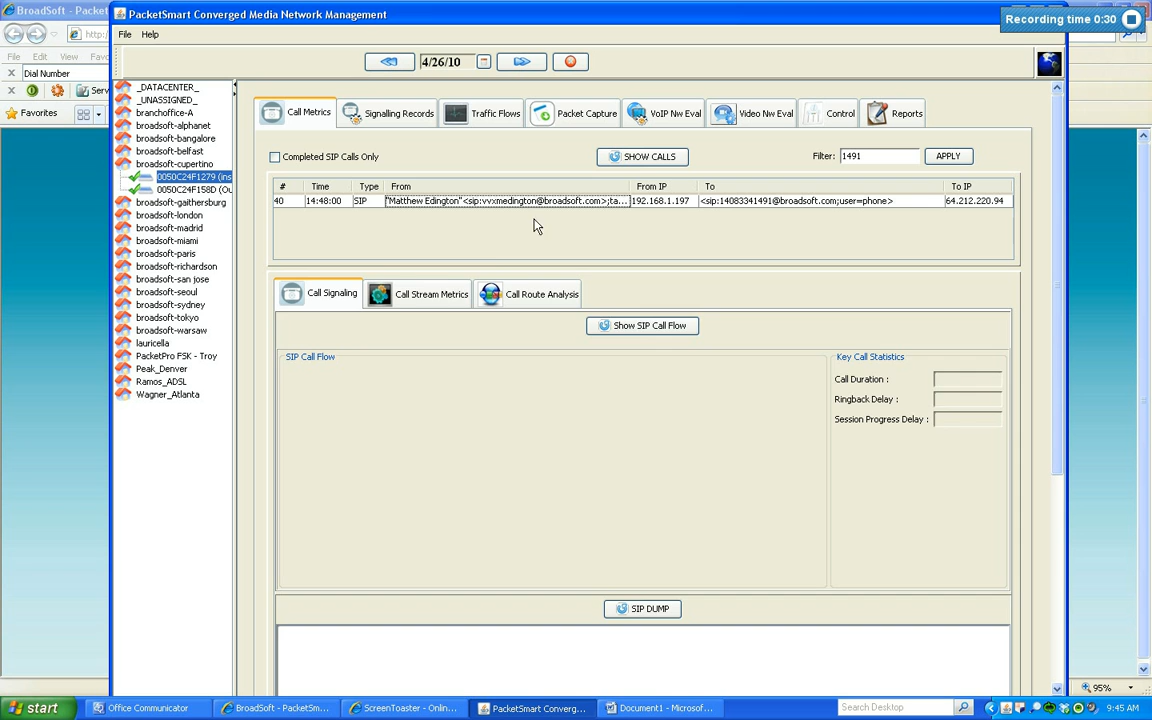 BroadSoft - Packet
PacketSmart Converged Media Network Management
Recording time 0:30
http:/
File Edit View Favo
File Help
Dial Number
4/26/10
Serv
Favorites
_DATACENTER_
_UNASSIGNED_
branchoffice-A
broadsoft-alphanet
broadsoft-bangalore
broadsoft-belfast
broadsoft-cupertino
0050C24F1279 (ins
0050C24F158D (Ou
broadsoft-gaithersburg
broadsoft-london
broadsoft-madrid
broadsoft-miami
broadsoft-paris
broadsoft-richardson
broadsoft-san jose
broadsoft-seoul
broadsoft-sydney
broadsoft-tokyo
broadsoft-warsaw
lauricella
PacketPro FSK - Troy
Peak_Denver
Ramos_ADSL
Wagner_Atlanta
Call Metrics Signalling Records Traffic Flows Packet Capture VoIP Nw Eval Video Nw Eval Control Reports
Completed SIP Calls Only SHOW CALLS Filter: 1491 APPLY
# Time Type From From IP To To IP
40 14:48:00 SIP "Matthew Edington"<sip:vvxmedington@broadsoft.com>;ta... 192.168.1.197 <sip:14083341491@broadsoft.com;user=phone> 64.212.220.94
Call Signaling Call Stream Metrics Call Route Analysis
Show SIP Call Flow
SIP Call Flow
Key Call Statistics
Call Duration :
Ringback Delay :
Session Progress Delay :
SIP DUMP
95%
start Office Communicator BroadSoft - PacketSm... ScreenToaster - Onlin... PacketSmart Converg... Document1 - Microsof... Search Desktop 9:45 AM